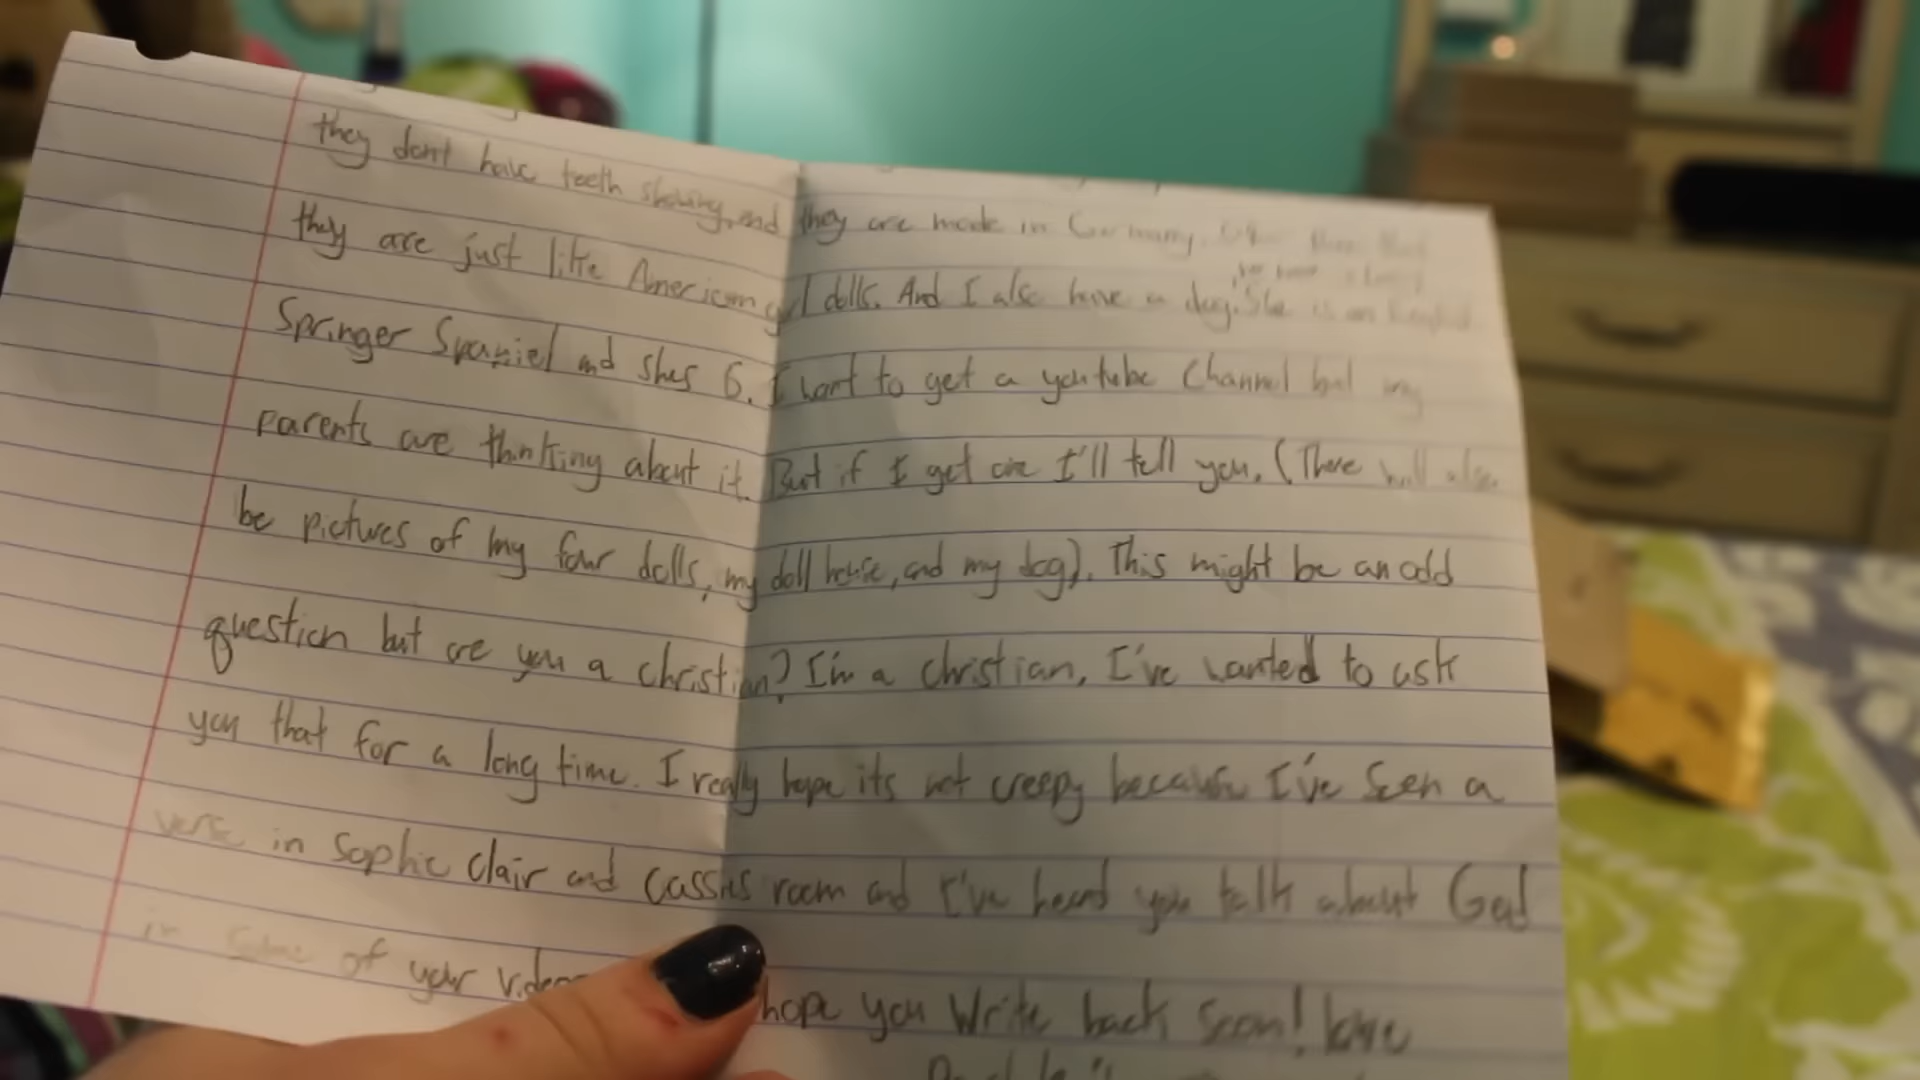 they dont have teeth showing, and they are made in Germany.
they are just like American girl dolls. And I also have a dog. She is an
Springer Spaniel and shes 6. I want to get a youtube Channel but my
parents are thinking about it. But if I get one I'll tell you. (There will also
be pictures of my four dolls, my doll house, and my dog). This might be an odd
question but are you a christian? I'm a christian, I've wanted to ask
you that for a long time. I really hope its not creepy because I've seen a
verse in Sophie Clair and Cassies room and I've heard you talk about God
in some of your video hope you Write back Soon! love